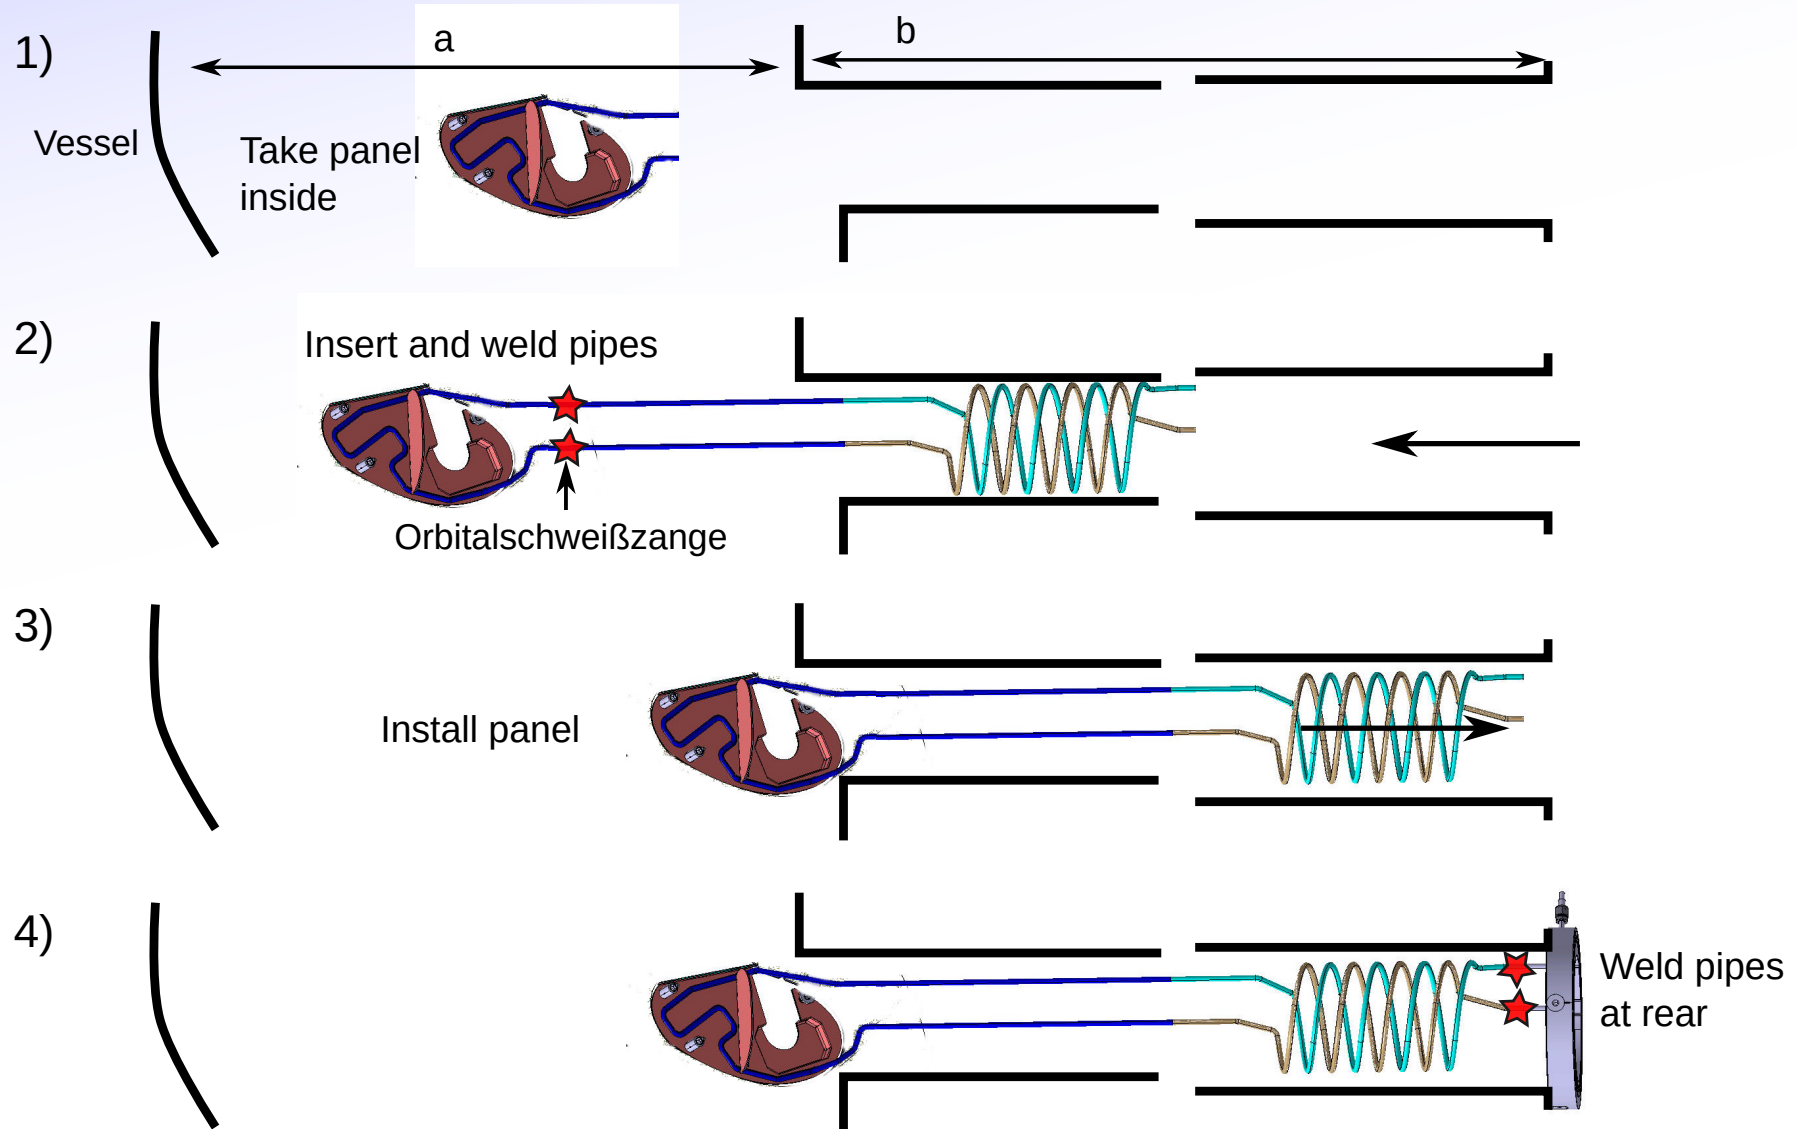 1)
a
b
Vessel
Take panel
inside
2)
Insert and weld pipes
Orbitalschweißzange
3)
Install panel
4)
Weld pipes
at rear